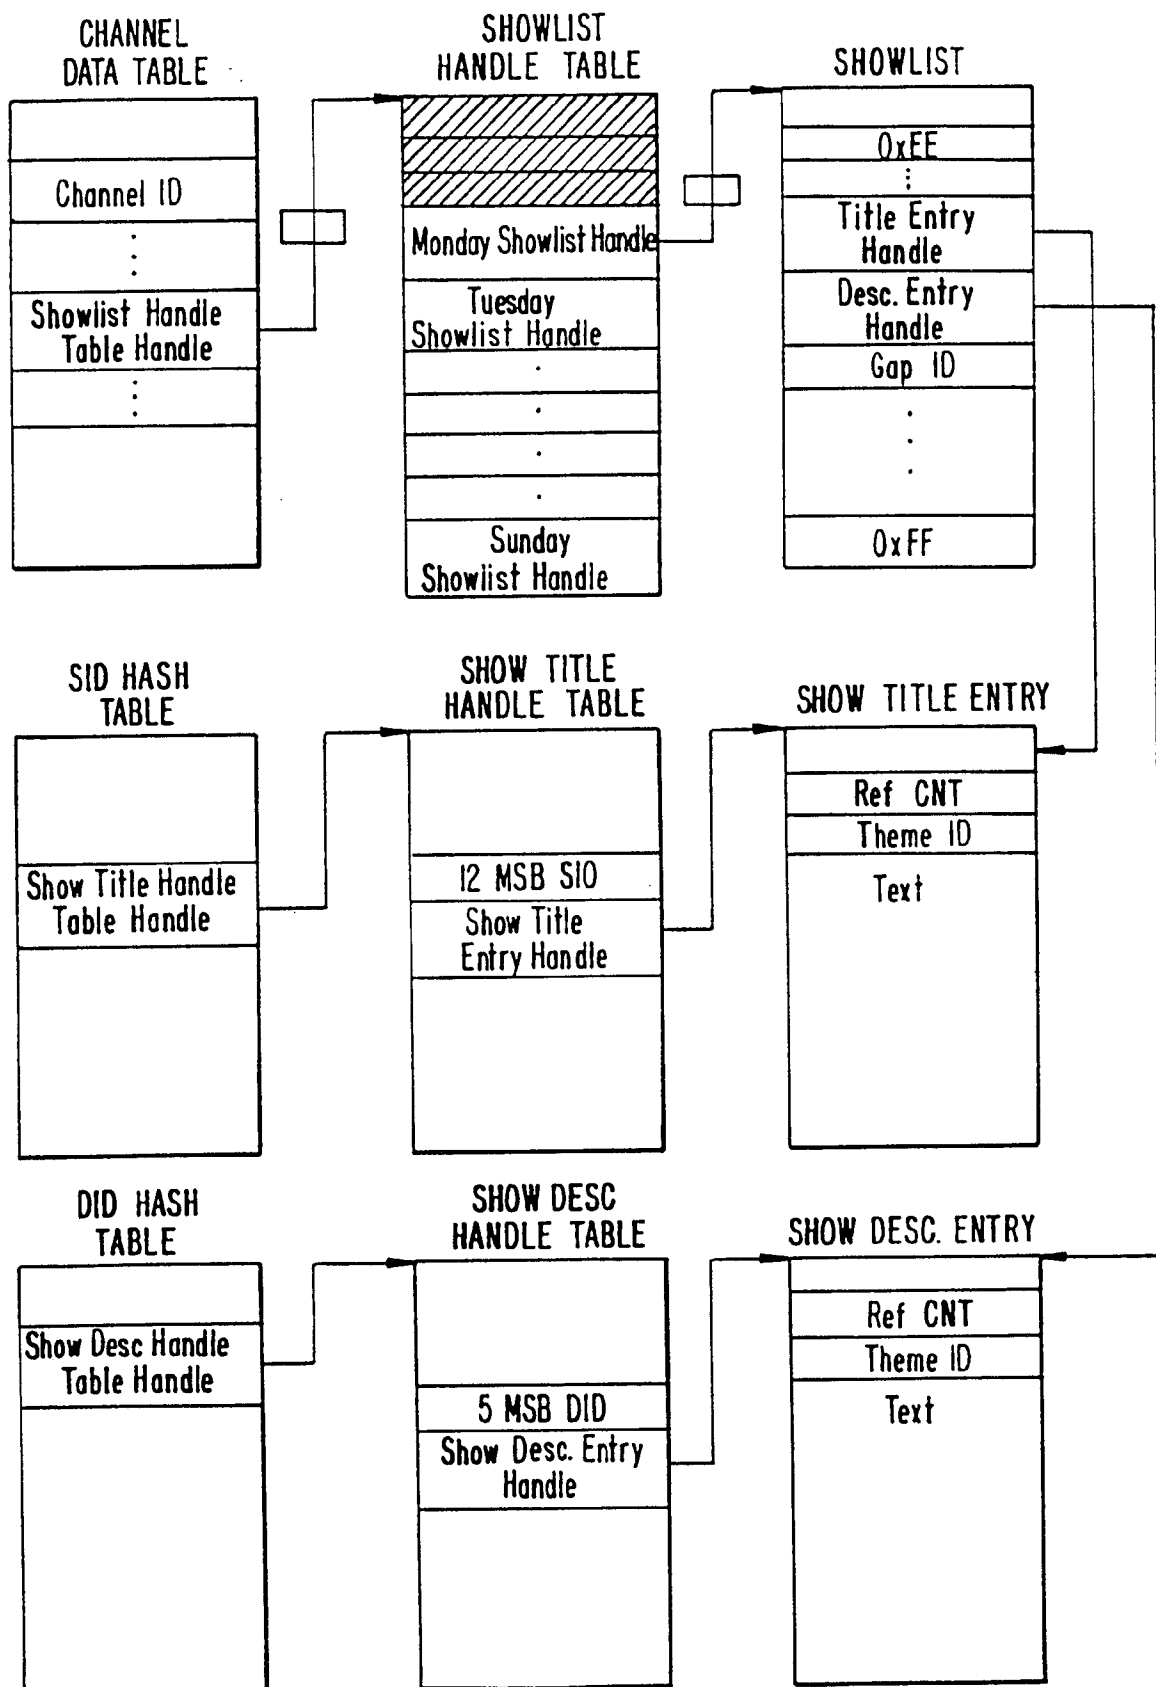 CHANNEL
DATA TABLE
Channel ID
Showlist Handle
Table Handle
SHOWLIST
HANDLE TABLE
Monday Showlist Handle
Tuesday
Showlist Handle
Sunday
Showlist Handle
SHOWLIST
0xEE
Title Entry
Handle
Desc. Entry
Handle
Gap ID
0xFF
SID HASH
TABLE
Show Title Handle
Table Handle
SHOW TITLE
HANDLE TABLE
12 MSB SIO
Show Title
Entry Handle
SHOW TITLE ENTRY
Ref CNT
Theme ID
Text
DID HASH
TABLE
Show Desc Handle
Table Handle
SHOW DESC
HANDLE TABLE
5 MSB DID
Show Desc. Entry
Handle
SHOW DESC. ENTRY
Ref CNT
Theme ID
Text